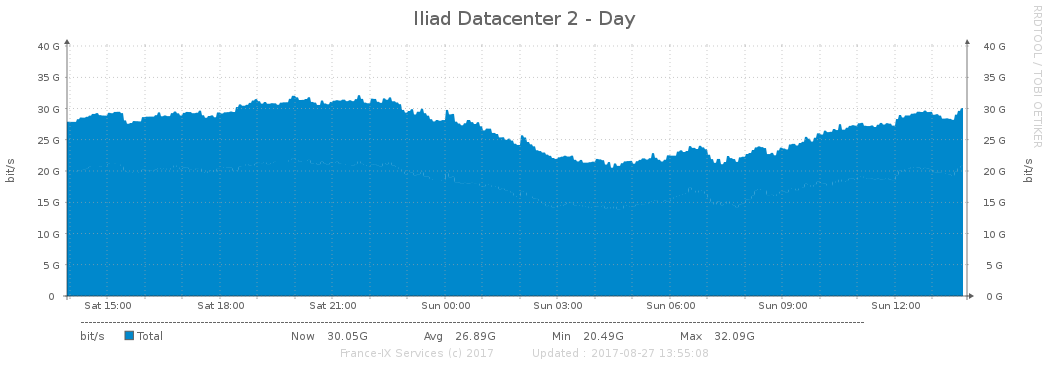 Iliad Datacenter 2 - Day
RRDTOOL / TOBI OETIKER
bit/s
40 G 40 G
35 G 35 G
30 G 30 G
25 G 25 G
20 G 20 G
15 G 15 G
10 G 10 G
5 G 5 G
0 0 G
bit/s
Sat 15:00 Sat 18:00 Sat 21:00 Sun 00:00 Sun 03:00 Sun 06:00 Sun 09:00 Sun 12:00
bit/s Total Now 30.05G Avg 26.89G Min 20.49G Max 32.09G
France-IX Services (c) 2017 Updated : 2017-08-27 13:55:08